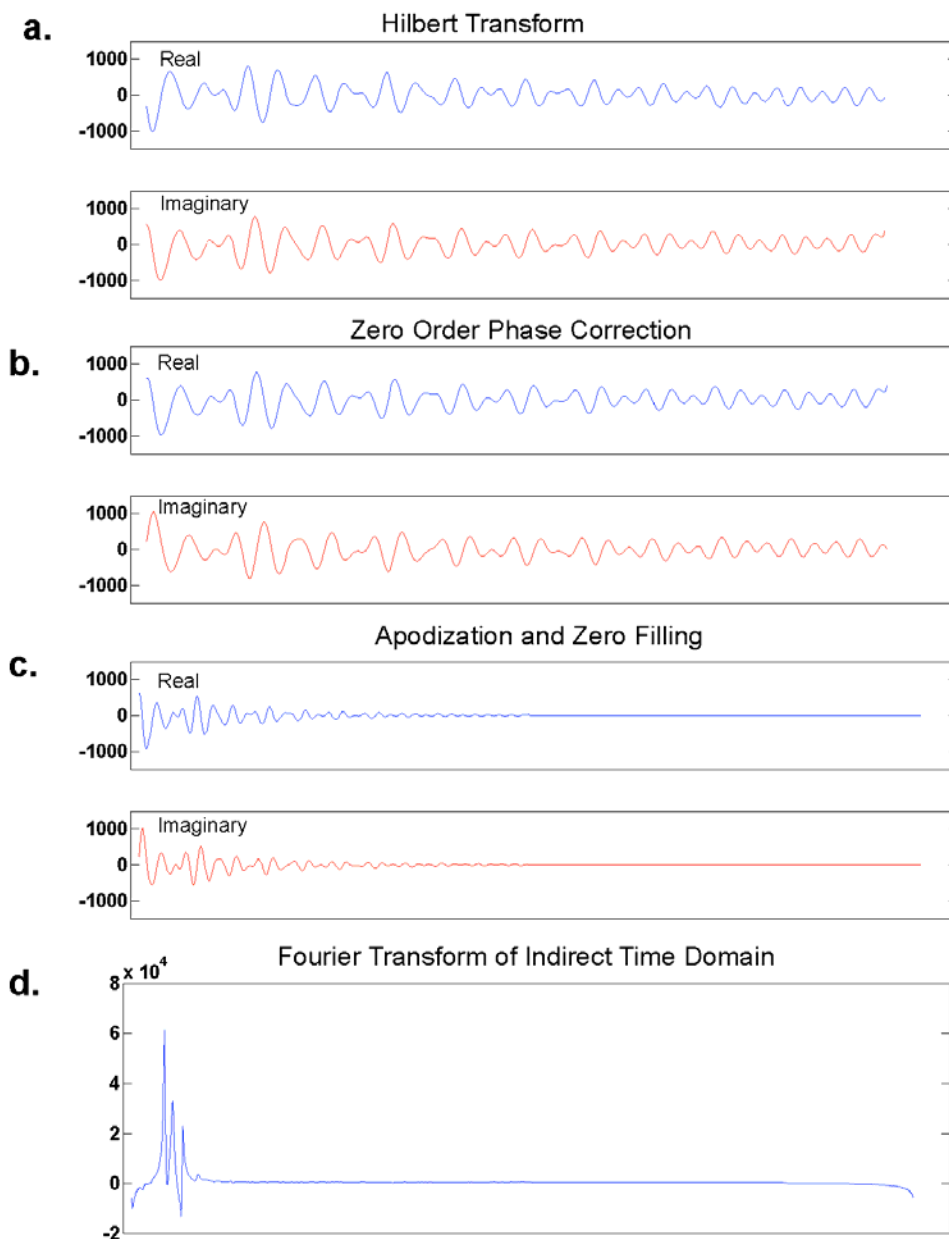 a.
Hilbert Transform
Real
1000
0
-1000
Imaginary
1000
0
-1000
b.
Zero Order Phase Correction
Real
1000
0
-1000
Imaginary
1000
0
-1000
c.
Apodization and Zero Filling
Real
1000
0
-1000
Imaginary
1000
0
-1000
d.
Fourier Transform of Indirect Time Domain
x 10^4
8
6
4
2
0
-2